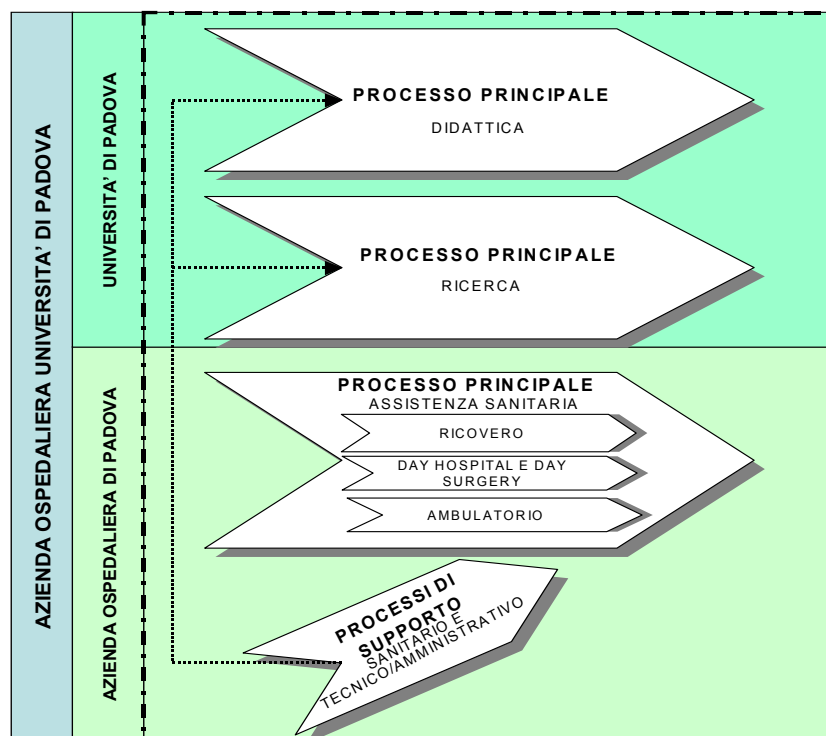 AZIENDA OSPEDALIERA UNIVERSITA' DI PADOVA
UNIVERSITA' DI PADOVA
PROCESSO PRINCIPALE
DIDATTICA
PROCESSO PRINCIPALE
RICERCA
AZIENDA OSPEDALIERA DI PADOVA
PROCESSO PRINCIPALE
ASSISTENZA SANITARIA
RICOVERO
DAY HOSPITAL E DAY
SURGERY
AMBULATORIO
PROCESSI DI
SUPPORTO
SANITARIO E
TECNICO/AMMINISTRATIVO